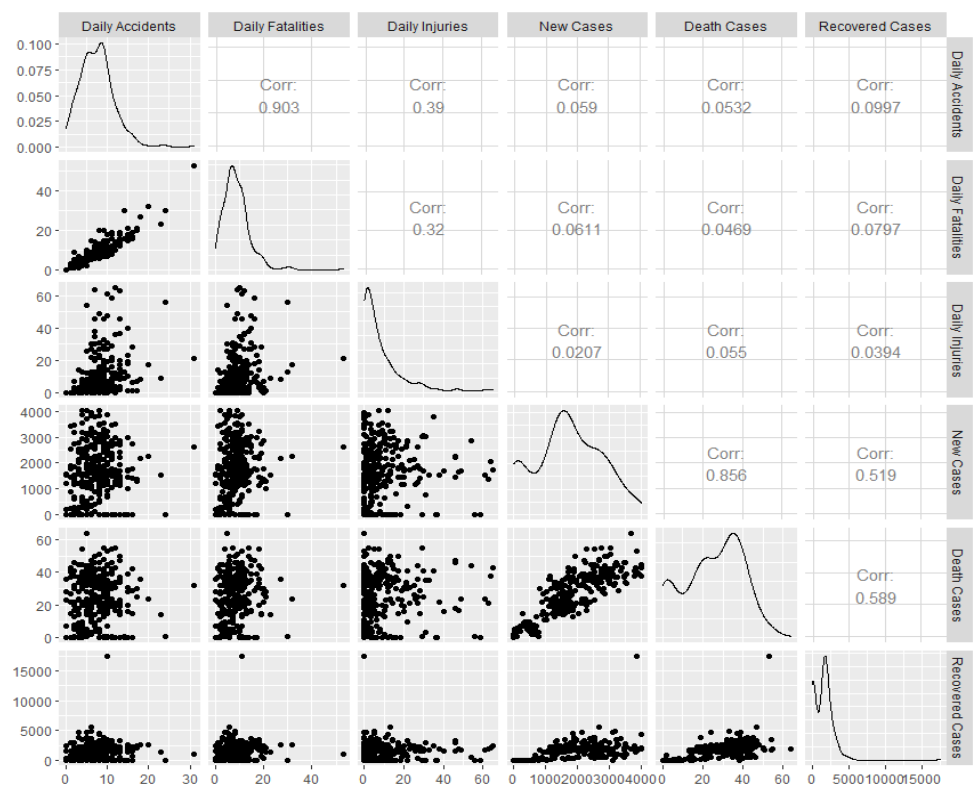 Daily Accidents Daily Fatalities Daily Injuries New Cases Death Cases Recovered Cases
0.100
0.075
0.050
0.025
0.000
Corr:
0.903
Corr:
0.39
Corr:
0.059
Corr:
0.0532
Corr:
0.0997
Daily Accidents
40
20
0
Corr:
0.32
Corr:
0.0611
Corr:
0.0469
Corr:
0.0797
Daily Fatalities
60
40
20
0
Corr:
0.0207
Corr:
0.055
Corr:
0.0394
Daily Injuries
4000
3000
2000
1000
0
Corr:
0.856
Corr:
0.519
New Cases
60
40
20
0
Corr:
0.589
Death Cases
15000
10000
5000
0
Recovered Cases
0 10 20 30 0 20 40 0 20 40 60 0 1000 2000 3000 4000 0 20 40 60 0 5000 10000 15000